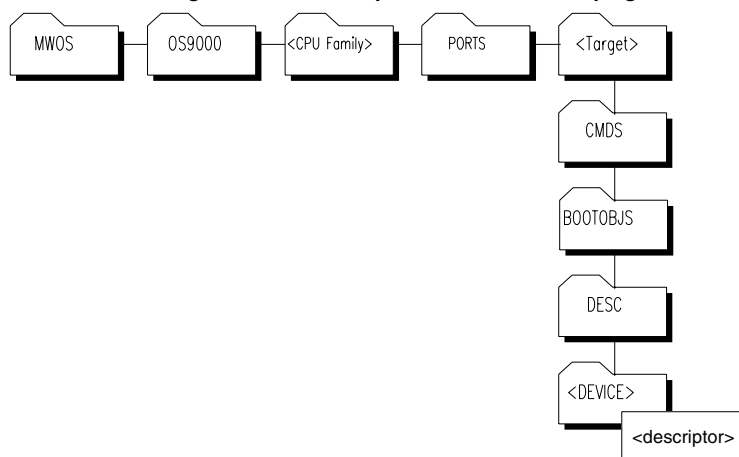 MWOS
OS9000
<CPU Family>
PORTS
<Target>
CMDS
BOOTOBJS
DESC
<DEVICE>
<descriptor>